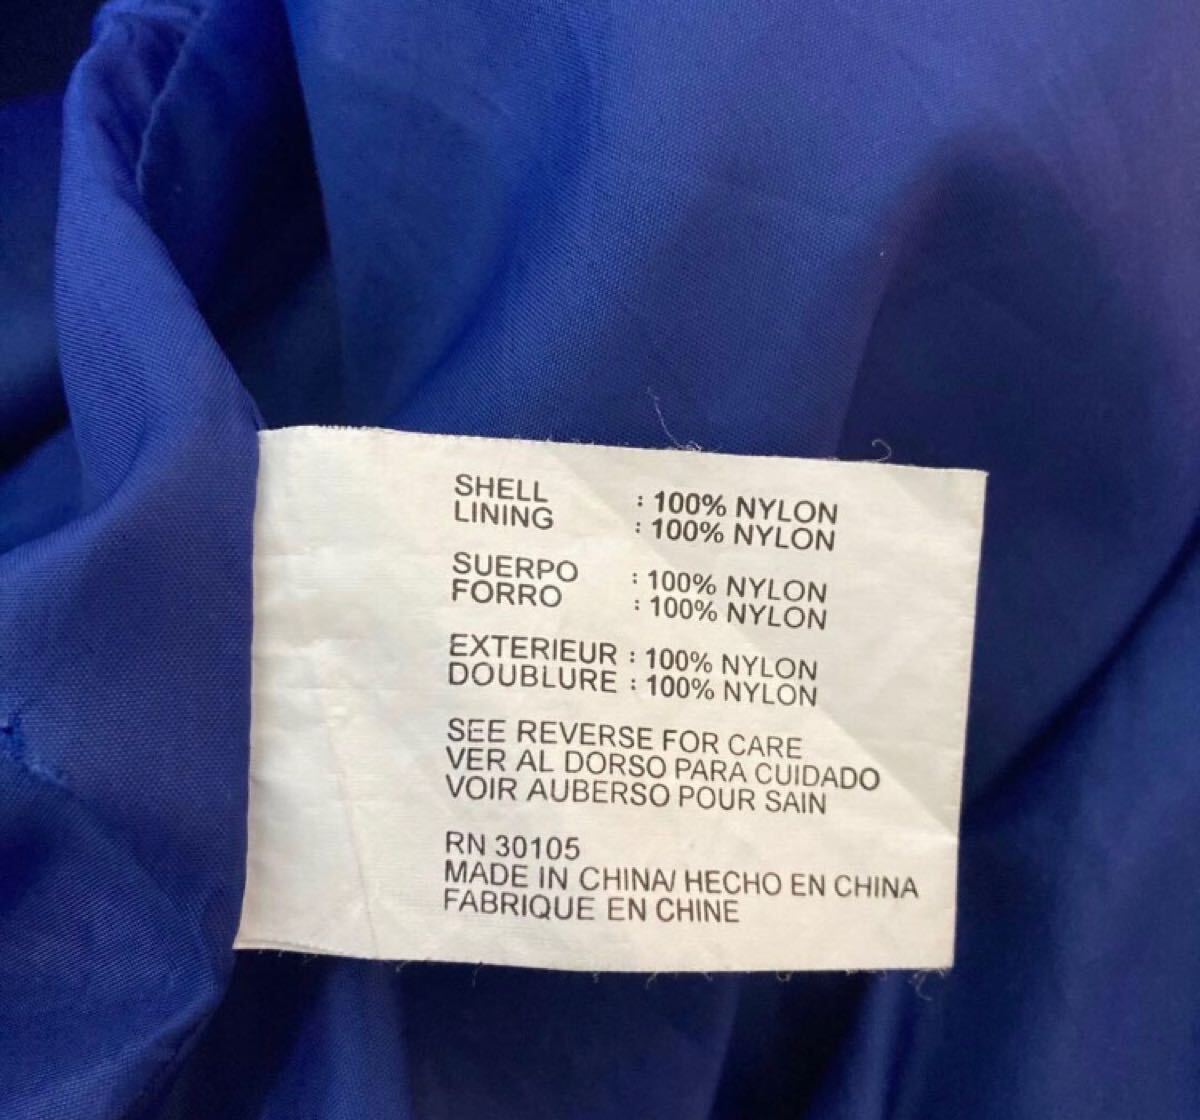 SHELL : 100% NYLON
LINING : 100% NYLON
SUERPO : 100% NYLON
FORRO : 100% NYLON
EXTERIEUR : 100% NYLON
DOUBLURE : 100% NYLON
SEE REVERSE FOR CARE
VER AL DORSO PARA CUIDADO
VOIR AUBERSO POUR SAIN
RN 30105
MADE IN CHINA/ HECHO EN CHINA
FABRIQUE EN CHINE